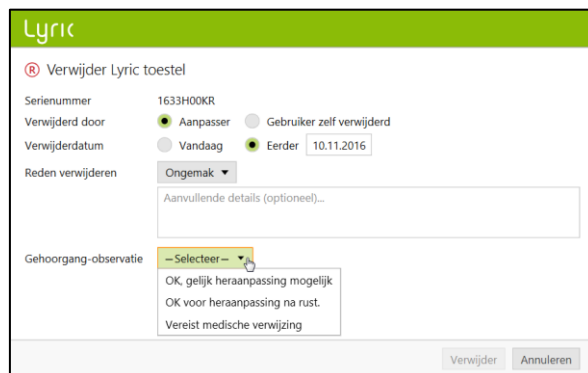 Lyric
R Verwijder Lyric toestel
Serienummer 1633H00KR
Verwijderd door Aanpasser Gebruiker zelf verwijderd
Verwijderdatum Vandaag Eerder 10.11.2016
Reden verwijderen Ongemak
Aanvullende details (optioneel)...
Gehoorgang-observatie —Selecteer—
OK, gelijk heraanpassing mogelijk
OK voor heraanpassing na rust.
Vereist medische verwijzing
Verwijder Annuleren